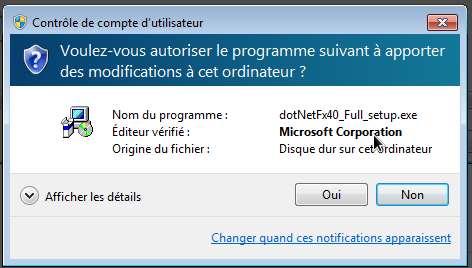 Contrôle de compte d'utilisateur
Voulez-vous autoriser le programme suivant à apporter
des modifications à cet ordinateur ?
Nom du programme : dotNetFx40_Full_setup.exe
Éditeur vérifié : Microsoft Corporation
Origine du fichier : Disque dur sur cet ordinateur
Afficher les détails Oui Non
Changer quand ces notifications apparaissent